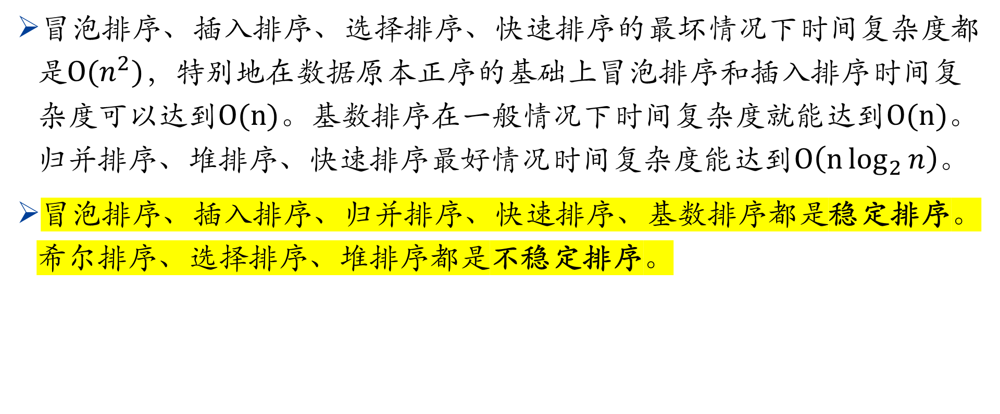 ➢冒泡排序、插入排序、选择排序、快速排序的最坏情况下时间复杂度都
是O(n²)，特别地在数据原本正序的基础上冒泡排序和插入排序时间复
杂度可以达到O(n)。基数排序在一般情况下时间复杂度就能达到O(n)。
归并排序、堆排序、快速排序最好情况时间复杂度能达到O(n log₂ n)。
➢冒泡排序、插入排序、归并排序、快速排序、基数排序都是稳定排序。
希尔排序、选择排序、堆排序都是不稳定排序。